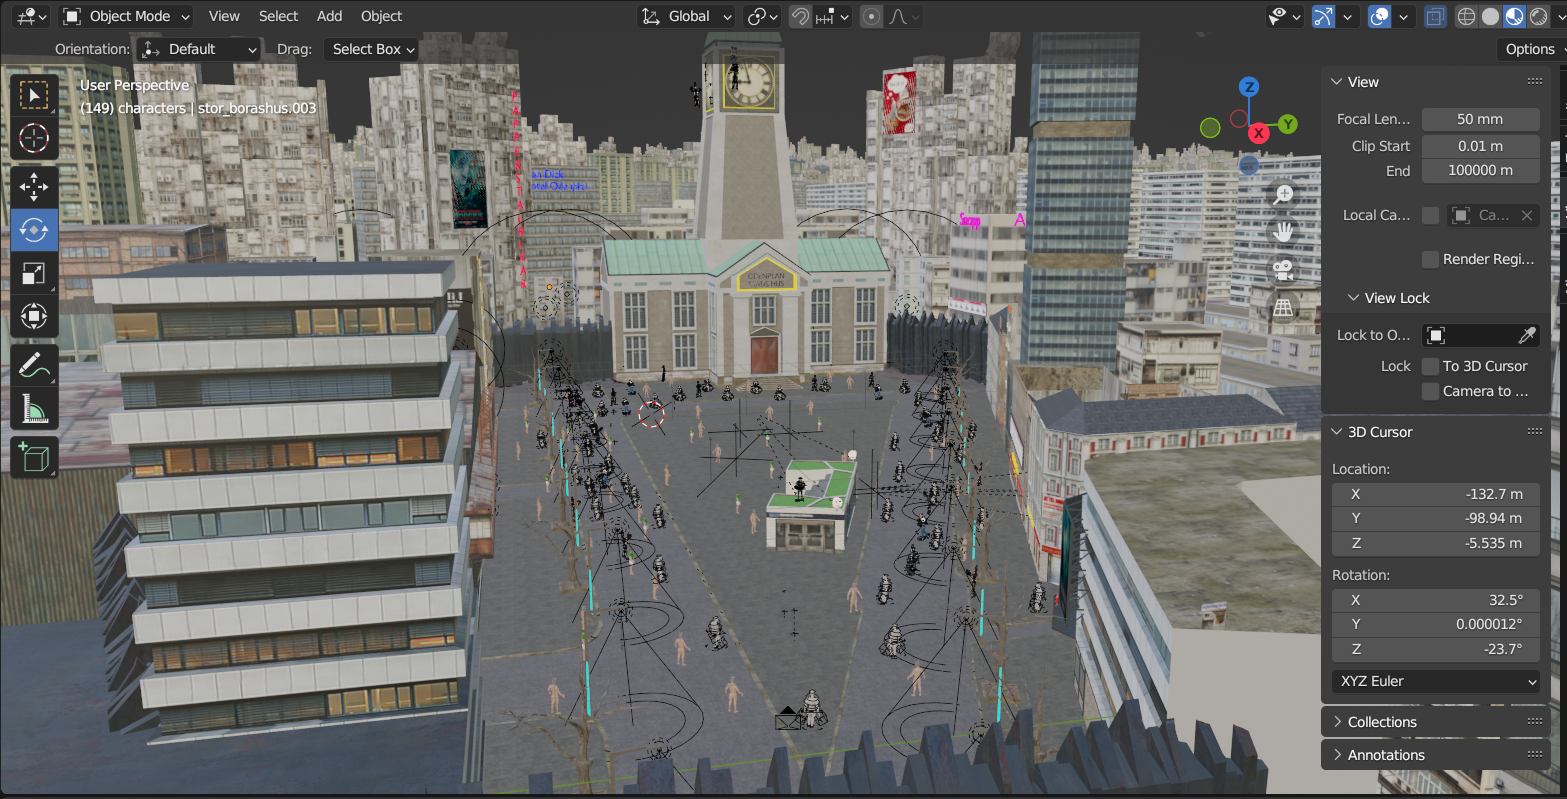 Object Mode
View
Select
Add
Object
Global
Orientation:
Default
Drag:
Select Box
Options
User Perspective
(149) characters | stor_borashus.003
Z
Y
X
View
Focal Len...
50 mm
Clip Start
0.01 m
End
100000 m
Local Ca...
Ca...
Render Regi...
View Lock
Lock to O...
Lock
To 3D Cursor
Camera to ...
3D Cursor
Location:
X
-132.7 m
Y
-98.94 m
Z
-5.535 m
Rotation:
X
32.5°
Y
0.000012°
Z
-23.7°
XYZ Euler
Collections
Annotations
A